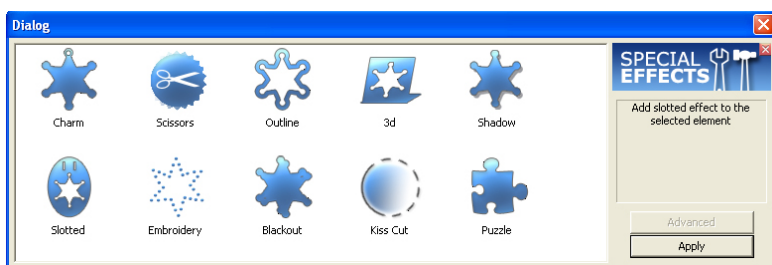 Dialog
Charm
Scissors
Outline
3d
Shadow
Slotted
Embroidery
Blackout
Kiss Cut
Puzzle
SPECIAL
EFFECTS
Add slotted effect to the
selected element
Advanced
Apply